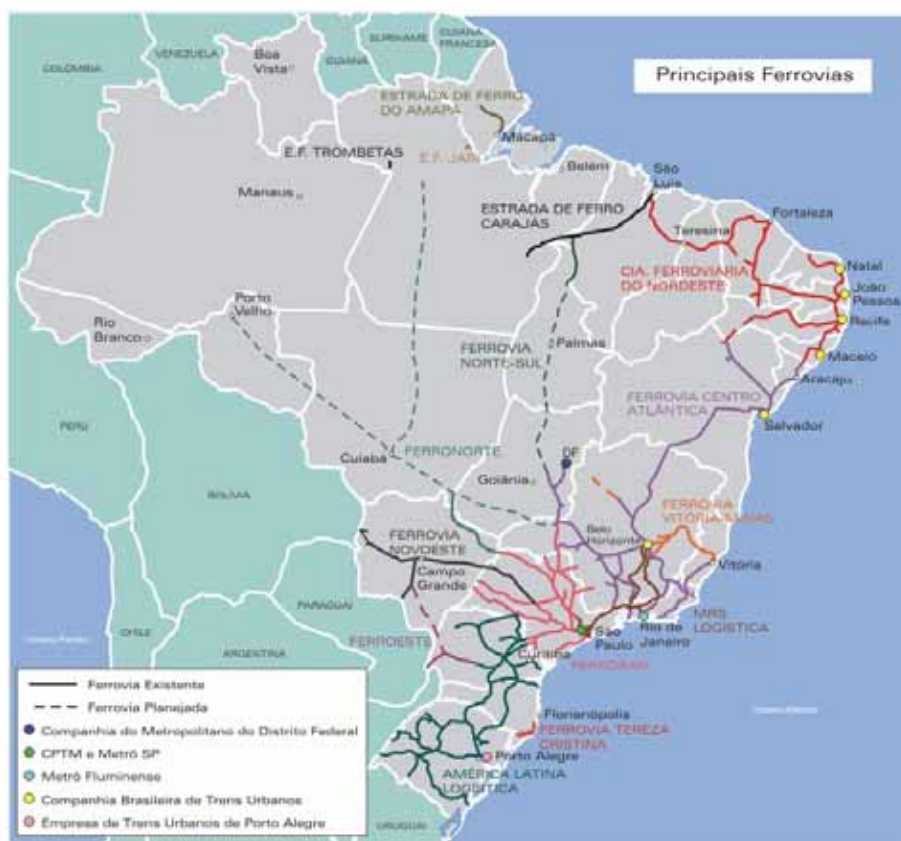 Principais Ferrovias
COLOMBIA
VENEZUELA
GUIANA
SURINAME
GUIANA
FRANCESA
Boa
Vista
ESTRADA DE FERRO
DO AMAPÁ
Macapá
E.F. TROMBETAS
E.F. JARI
Belém
São
Luís
Manaus
ESTRADA DE FERRO
CARAJÁS
Teresina
Fortaleza
CIA. FERROVIARIA
DO NORDESTE
Natal
João
Pessoa
Recife
Maceió
Aracaju
Porto
Velho
Rio
Branco
FERROVIA
NORTE-SUL
Palmas
FERROVIA CENTRO
ATLÂNTICA
Salvador
PERU
BOLIVIA
Cuiabá
FERRONORTE
Goiânia
DF
FERROVIA
VITÓRIA-MINAS
Belo
Horizonte
Vitória
FERROVIA
NOVOESTE
Campo
Grande
MRS
LOGÍSTICA
Rio de
Janeiro
São
Paulo
PARAGUAI
CHILE
ARGENTINA
FERROESTE
Curitiba
FERROBAN
Florianópolis
FERROVIA TEREZA
CRISTINA
Porto Alegre
AMÉRICA LATINA
LOGÍSTICA
URUGUAI
Ferrovia Existente
Ferrovia Planejada
Companhia do Metropolitano do Distrito Federal
CPTM e Metrô SP
Metrô Fluminense
Companhia Brasileira de Trens Urbanos
Empresa de Trens Urbanos de Porto Alegre